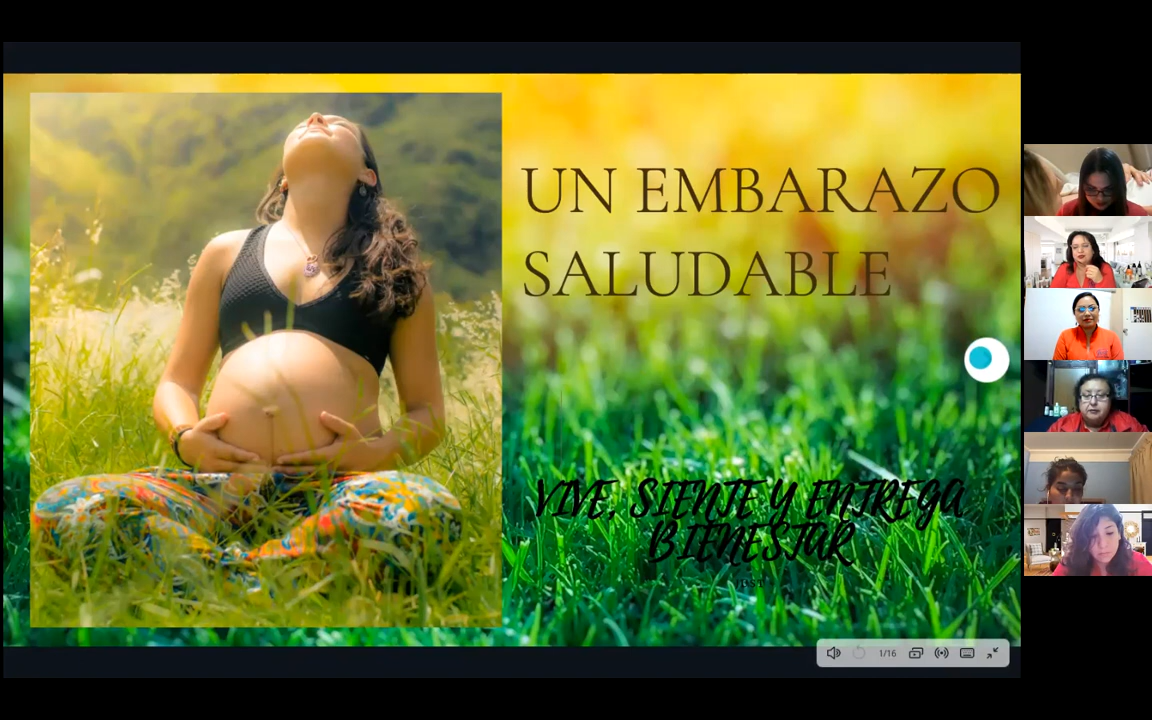 UN EMBARAZO
SALUDABLE
VIVE, SIENTE Y ENTREGA
BIENESTAR
1/16